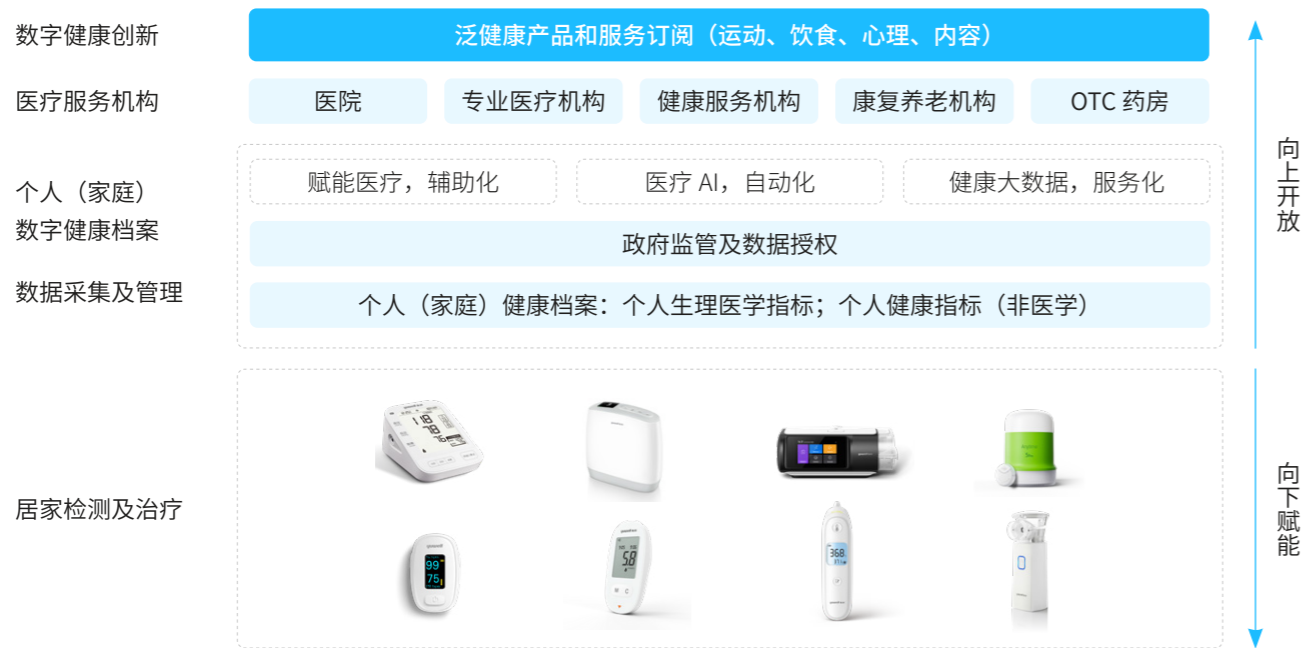 数字健康创新
泛健康产品和服务订阅（运动、饮食、心理、内容）
医疗服务机构
医院
专业医疗机构
健康服务机构
康复养老机构
OTC 药房
个人（家庭）
数字健康档案
赋能医疗，辅助化
医疗 AI，自动化
健康大数据，服务化
政府监管及数据授权
数据采集及管理
个人（家庭）健康档案：个人生理医学指标；个人健康指标（非医学）
向上开放
居家检测及治疗
118
78
76
99
75
5.8
36.8
向下赋能